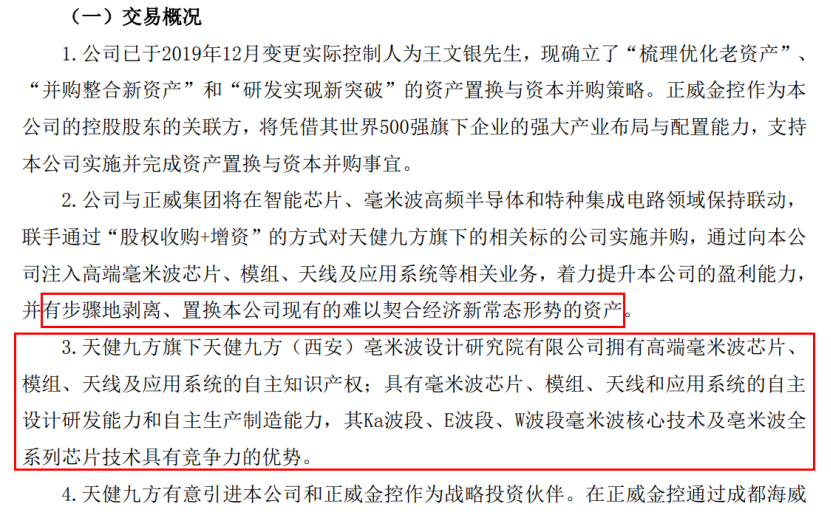 （一）交易概况
1.公司已于2019年12月变更实际控制人为王文银先生，现确立了“梳理优化老资产”、
“并购整合新资产”和“研发实现新突破”的资产置换与资本并购策略。正威金控作为本
公司的控股股东的关联方，将凭借其世界500强旗下企业的强大产业布局与配置能力，支持
本公司实施并完成资产置换与资本并购事宜。
2.公司与正威集团将在智能芯片、毫米波高频半导体和特种集成电路领域保持联动，
联手通过“股权收购+增资”的方式对天健九方旗下的相关标的公司实施并购，通过向本公
司注入高端毫米波芯片、模组、天线及应用系统等相关业务，着力提升本公司的盈利能力，
并有步骤地剥离、置换本公司现有的难以契合经济新常态形势的资产。
3.天健九方旗下天健九方（西安）毫米波设计研究院有限公司拥有高端毫米波芯片、
模组、天线及应用系统的自主知识产权；具有毫米波芯片、模组、天线和应用系统的自主
设计研发能力和自主生产制造能力，其Ka波段、E波段、W波段毫米波核心技术及毫米波全
系列芯片技术具有竞争力的优势。
4.天健九方有意引进本公司和正威金控作为战略投资伙伴。在正威金控通过成都海威